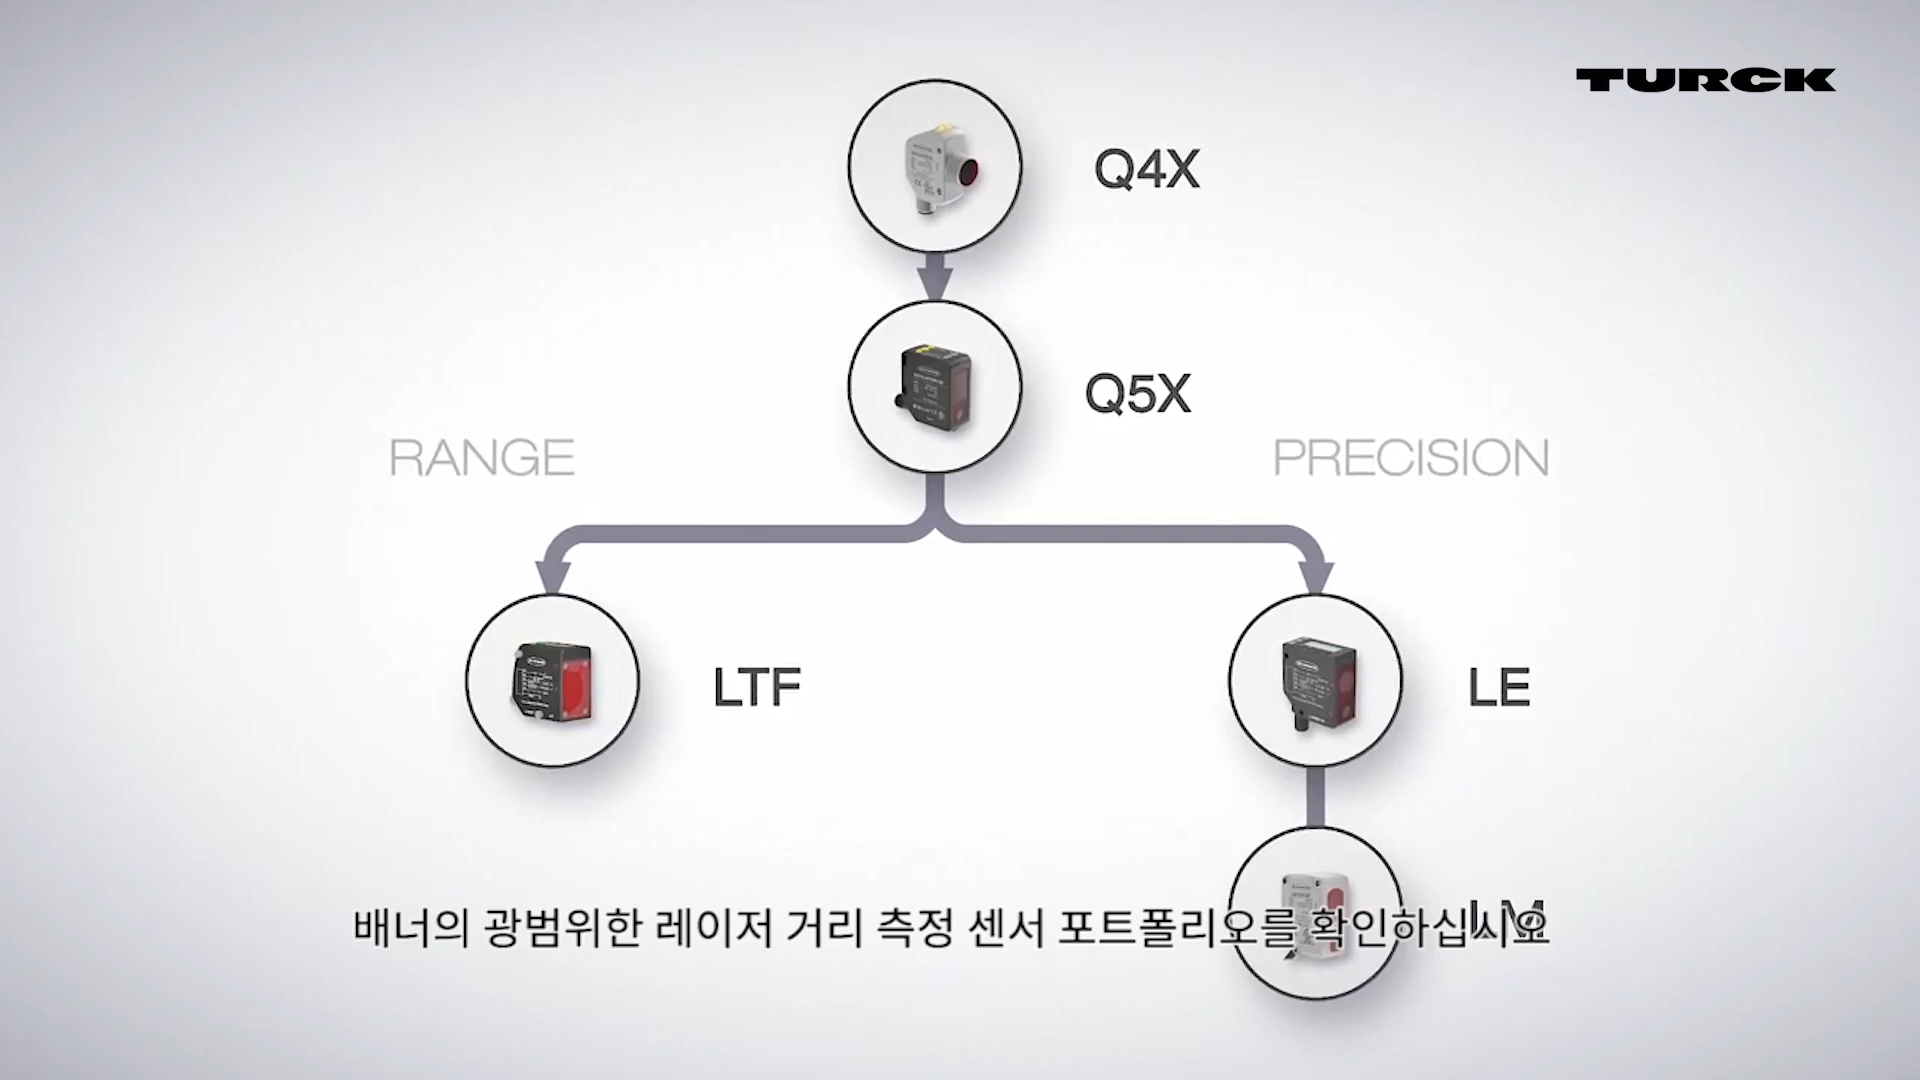 TURCK
Q4X
Q5X
RANGE
PRECISION
LTF
LE
LM
배너의 광범위한 레이저 거리 측정 센서 포트폴리오를 확인하십시오